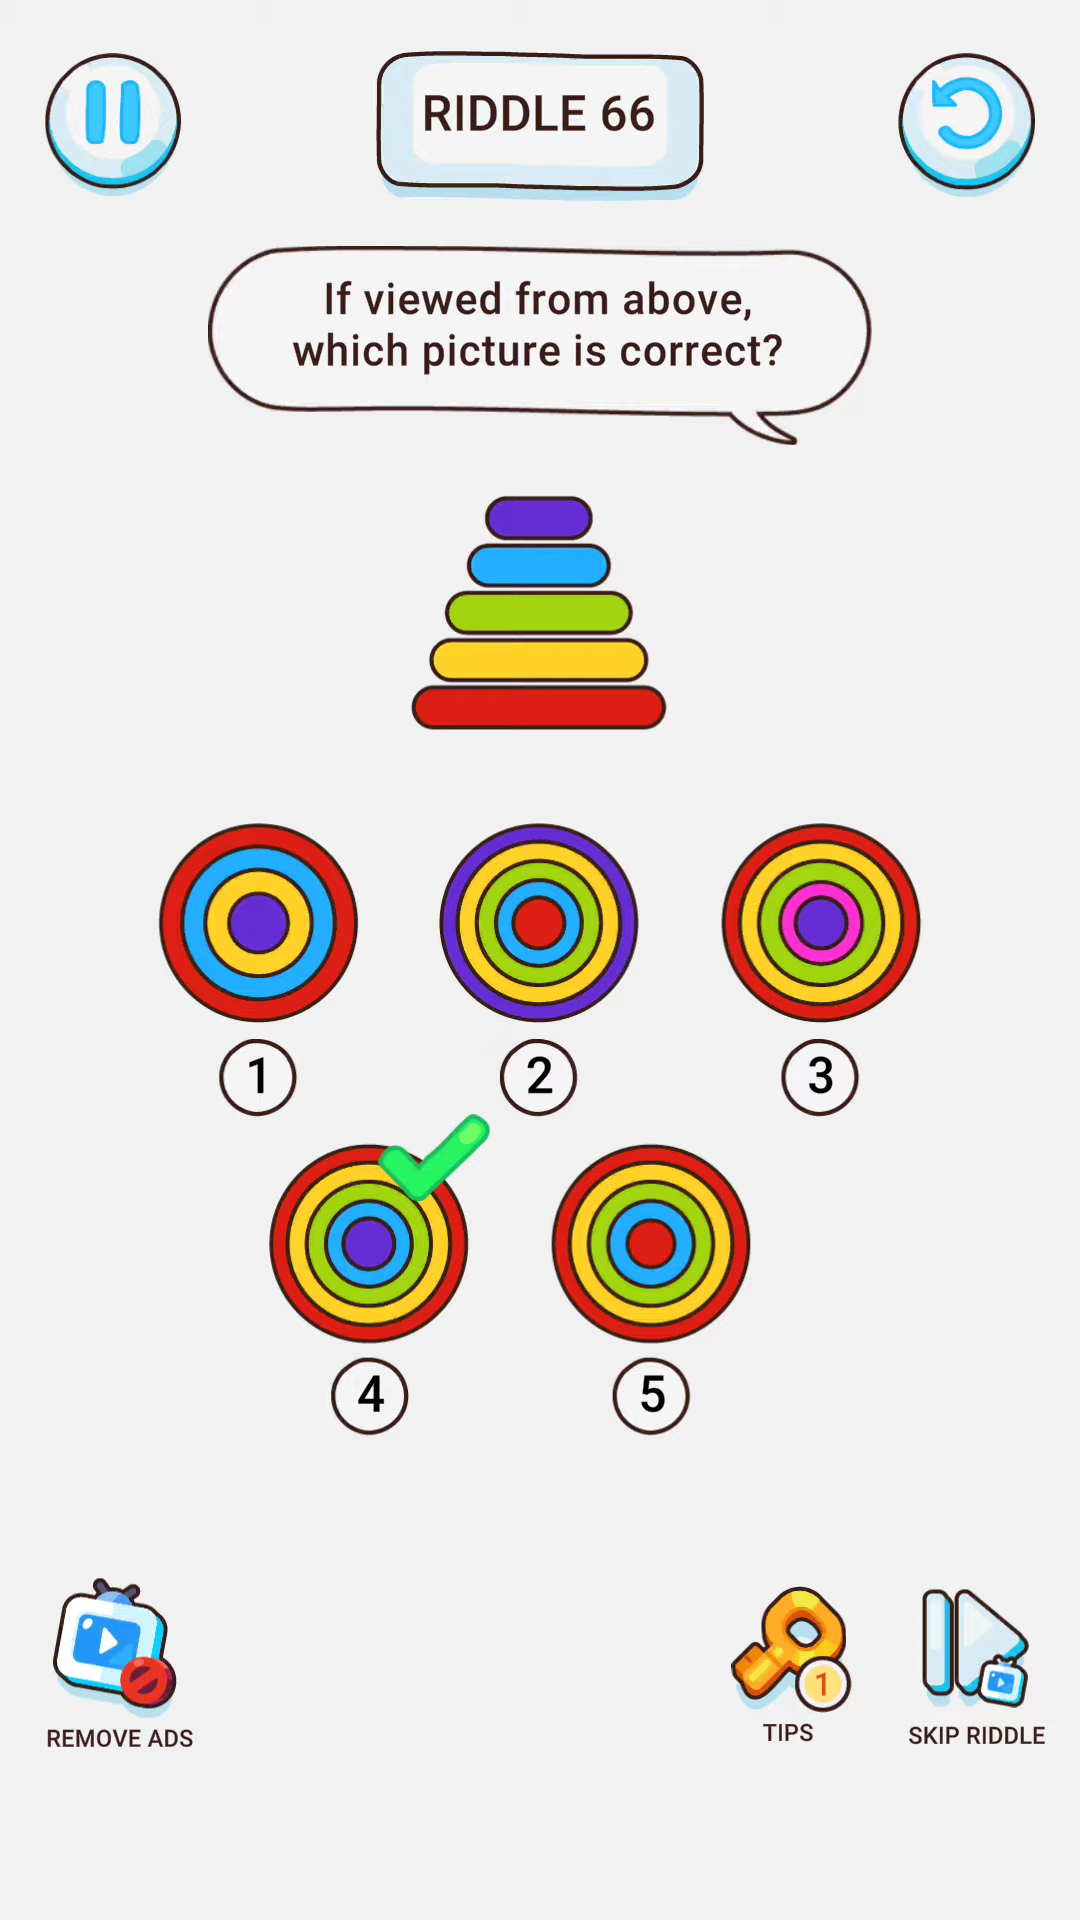 RIDDLE 66
If viewed from above,
which picture is correct?
1
2
3
4
5
1
REMOVE ADS
TIPS
SKIP RIDDLE